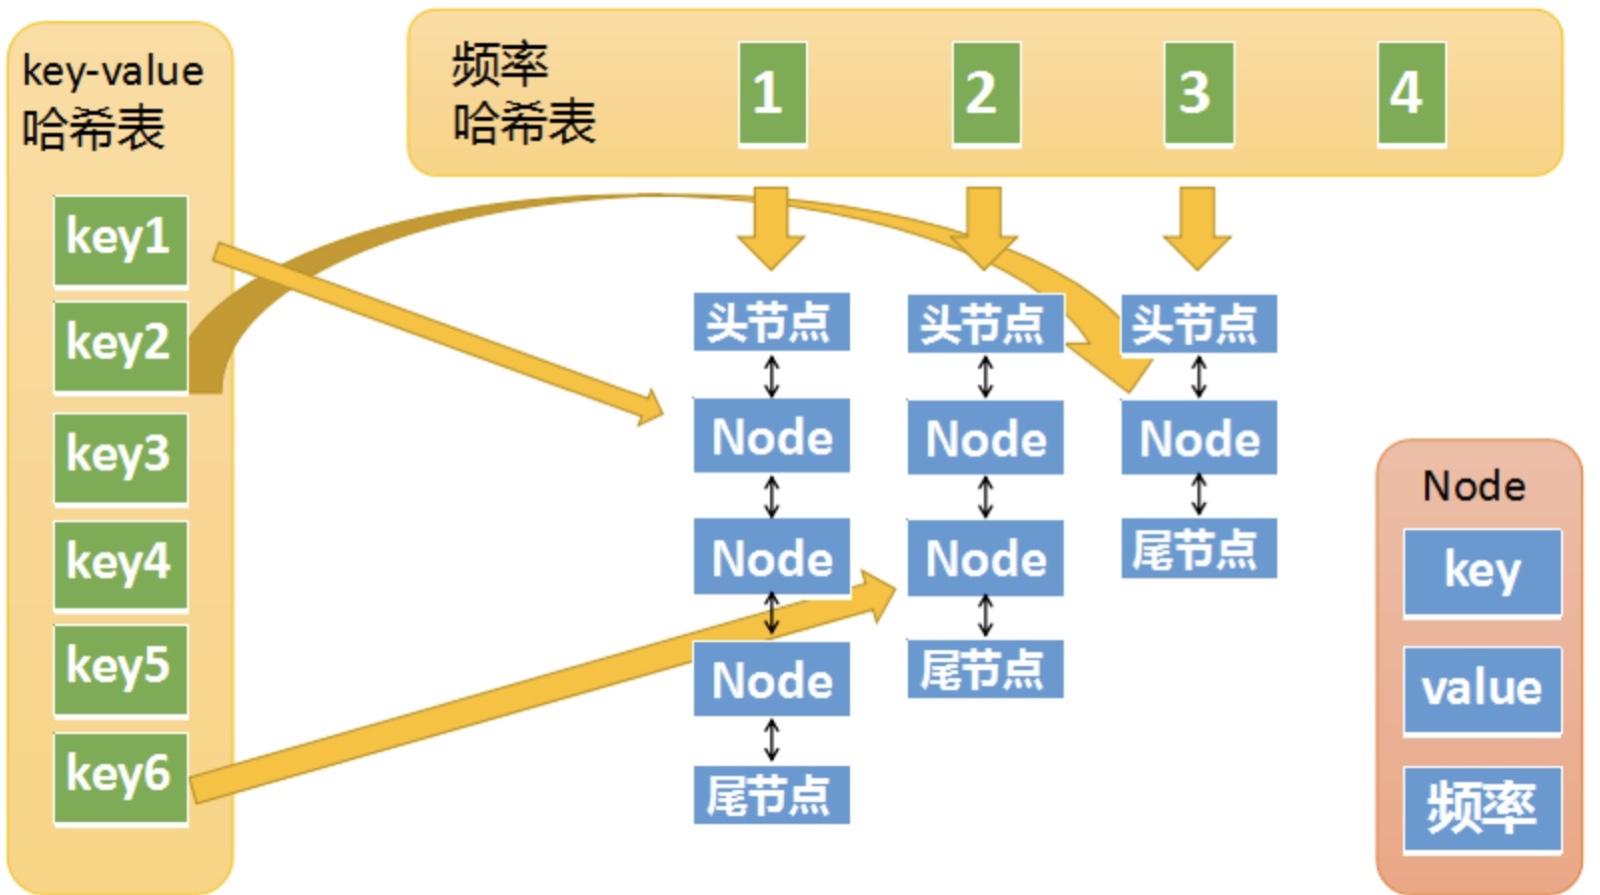 key-value
哈希表
key1
key2
key3
key4
key5
key6
频率
哈希表
1
2
3
4
头节点
Node
Node
Node
尾节点
头节点
Node
Node
尾节点
头节点
Node
尾节点
Node
key
value
频率